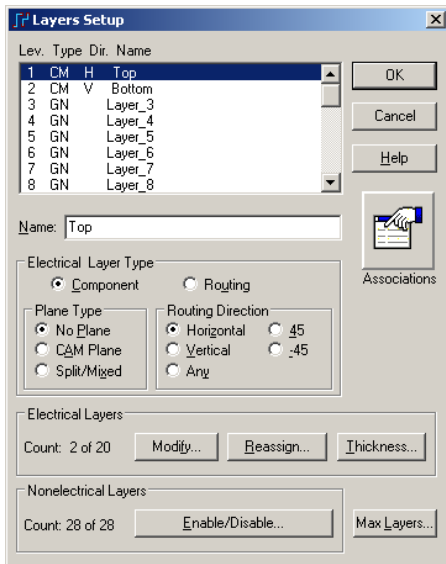 Layers Setup
Lev. Type Dir. Name
1 CM H Top
2 CM V Bottom
3 GN Layer_3
4 GN Layer_4
5 GN Layer_5
6 GN Layer_6
7 GN Layer_7
8 GN Layer_8
OK
Cancel
Help
Name: Top
Associations
Electrical Layer Type
Component Routing
Plane Type
No Plane
CAM Plane
Split/Mixed
Routing Direction
Horizontal 45
Vertical -45
Any
Electrical Layers
Count: 2 of 20 Modify... Reassign... Thickness...
Nonelectrical Layers
Count: 28 of 28 Enable/Disable... Max Layers...